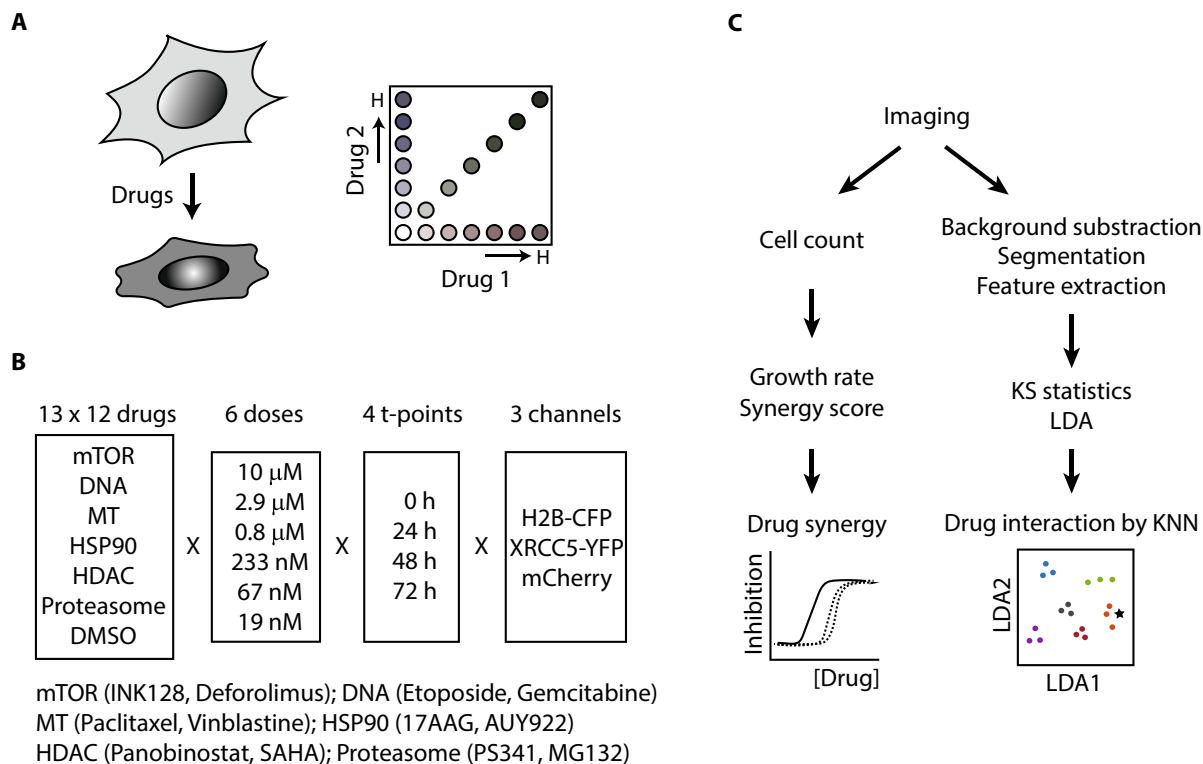 A
Drugs
H
Drug 2
H
Drug 1
B
13 x 12 drugs
6 doses
4 t-points
3 channels
mTOR
DNA
MT
HSP90
HDAC
Proteasome
DMSO
X
10 μM
2.9 μM
0.8 μM
233 nM
67 nM
19 nM
X
0 h
24 h
48 h
72 h
X
H2B-CFP
XRCC5-YFP
mCherry
mTOR (INK128, Deforolimus); DNA (Etoposide, Gemcitabine)
MT (Paclitaxel, Vinblastine); HSP90 (17AAG, AUY922)
HDAC (Panobinostat, SAHA); Proteasome (PS341, MG132)
C
Imaging
Cell count
Growth rate
Synergy score
Drug synergy
Inhibition
[Drug]
Background substraction
Segmentation
Feature extraction
KS statistics
LDA
Drug interaction by KNN
LDA2
LDA1